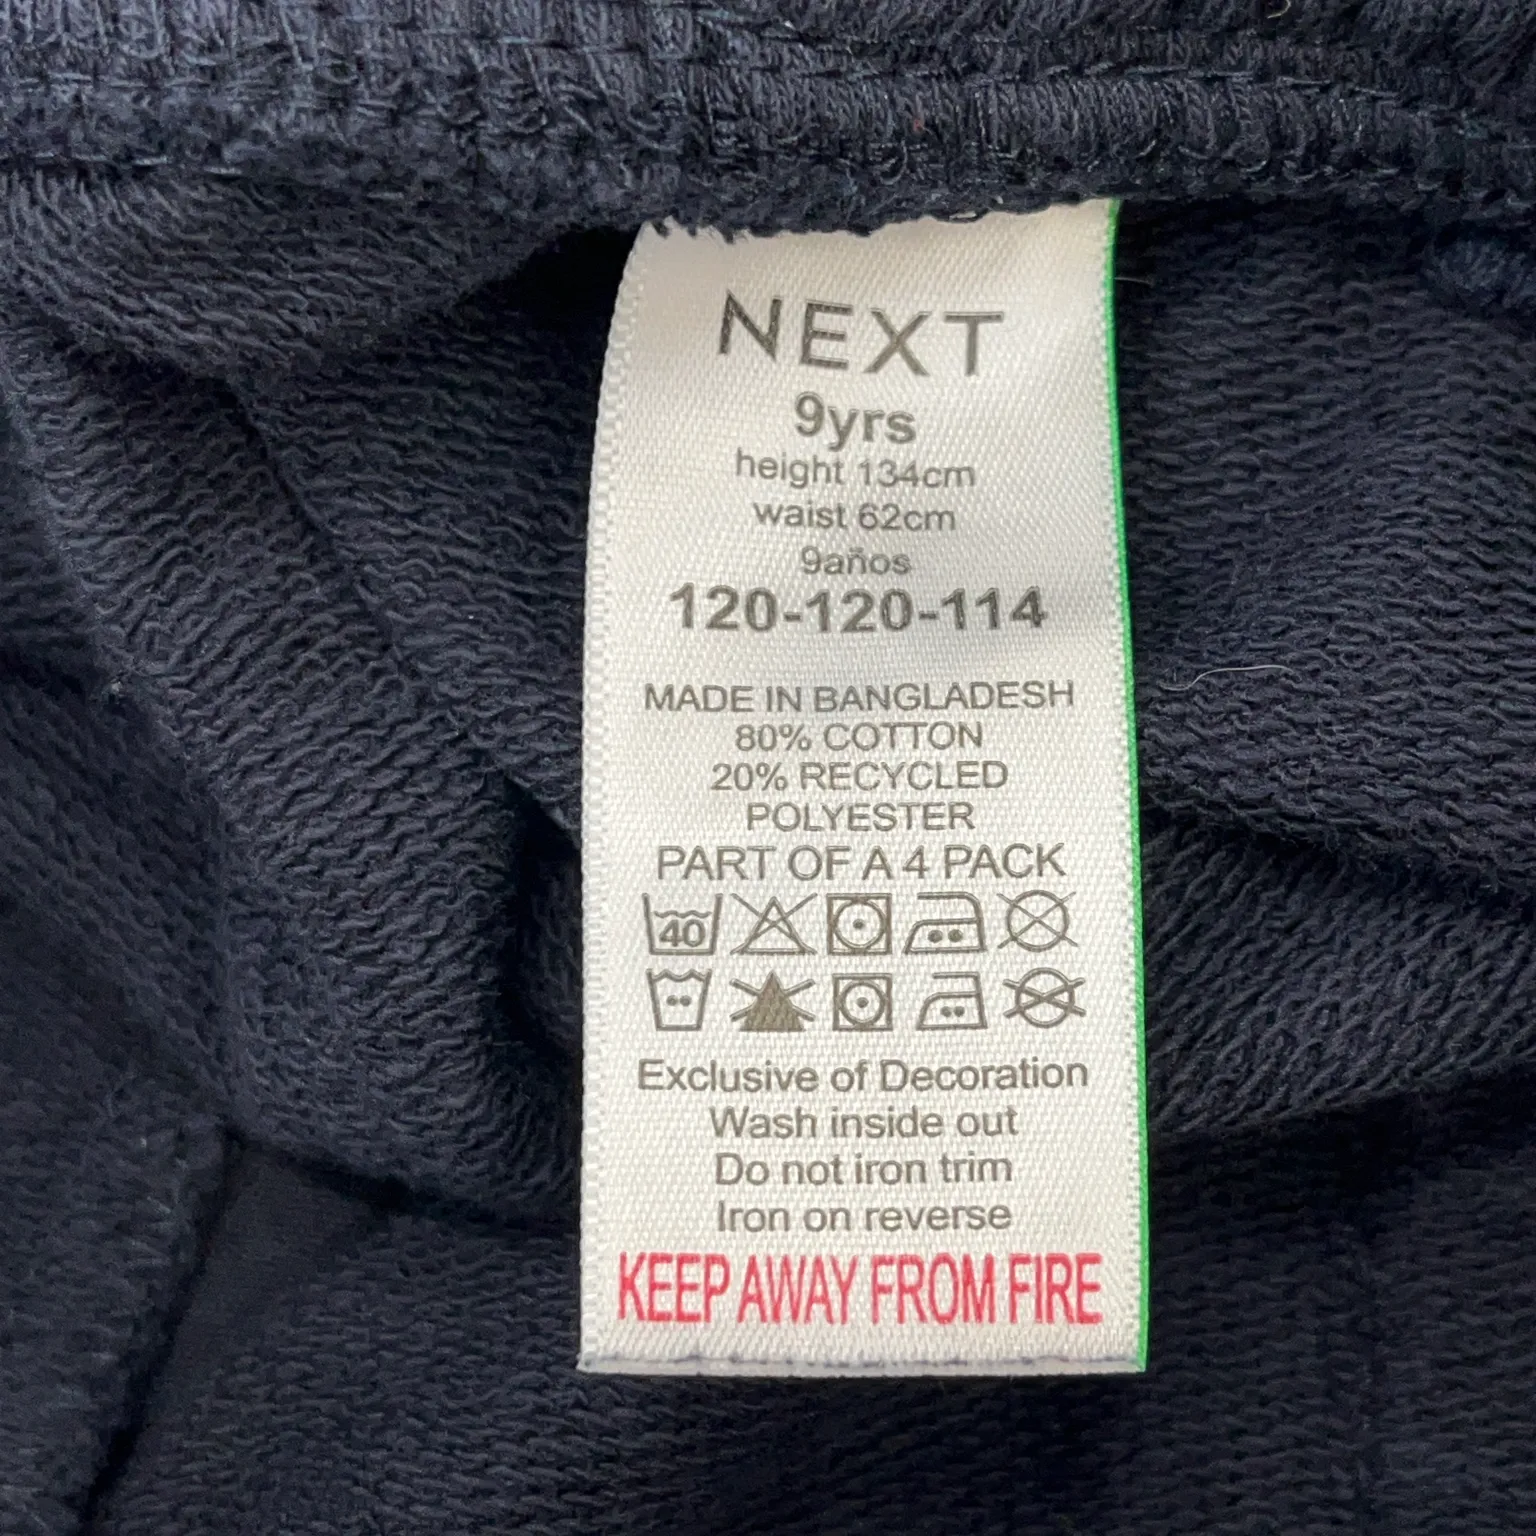 NEXT
9yrs
height 134cm
waist 62cm
9años
120-120-114
MADE IN BANGLADESH
80% COTTON
20% RECYCLED
POLYESTER
PART OF A 4 PACK
40
Exclusive of Decoration
Wash inside out
Do not iron trim
Iron on reverse
KEEP AWAY FROM FIRE